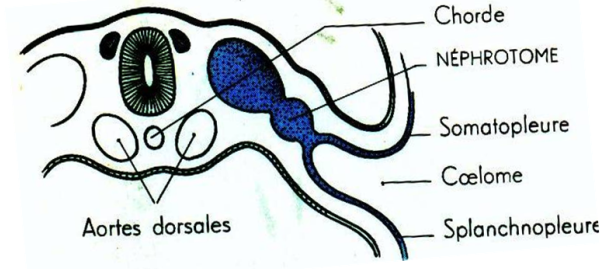 Chorde
NÉPHROTOME
Somatopleure
Cœlome
Splanchnopleure
Aortes dorsales